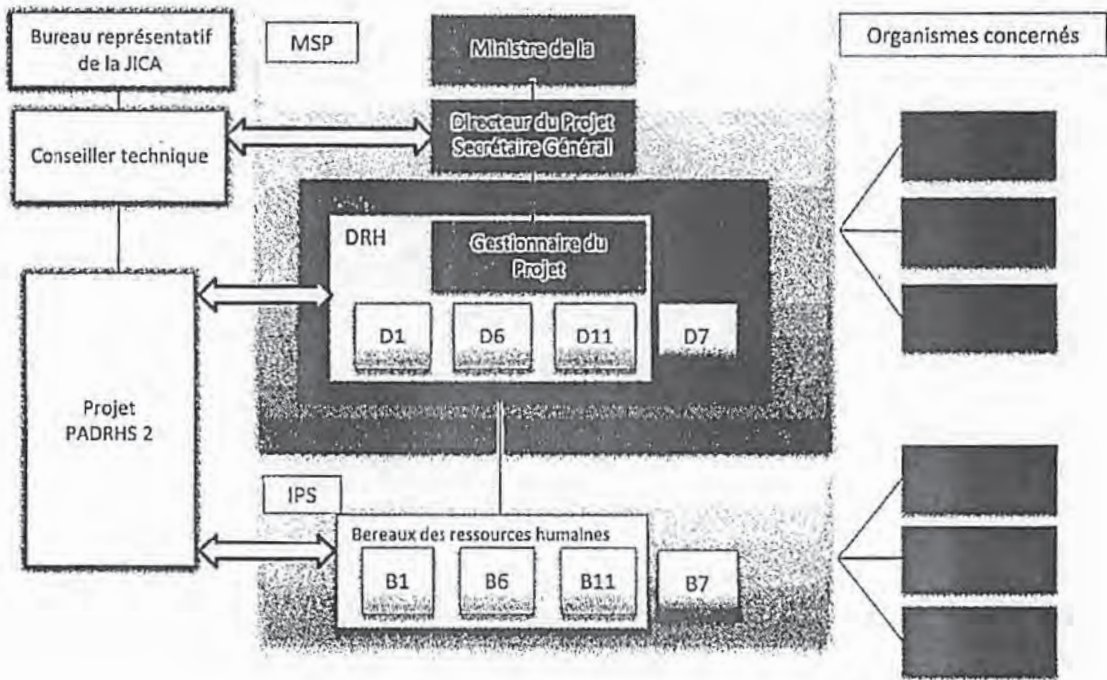 Bureau représentatif
de la JICA
Conseiller technique
Projet
PADRHS 2
MSP
Ministre de la
Directeur du Projet
Secrétaire Général
DRH
Gestionnaire du
Projet
D1
D6
D11
D7
IPS
Bereaux des ressources humaines
B1
B6
B11
B7
Organismes concernés